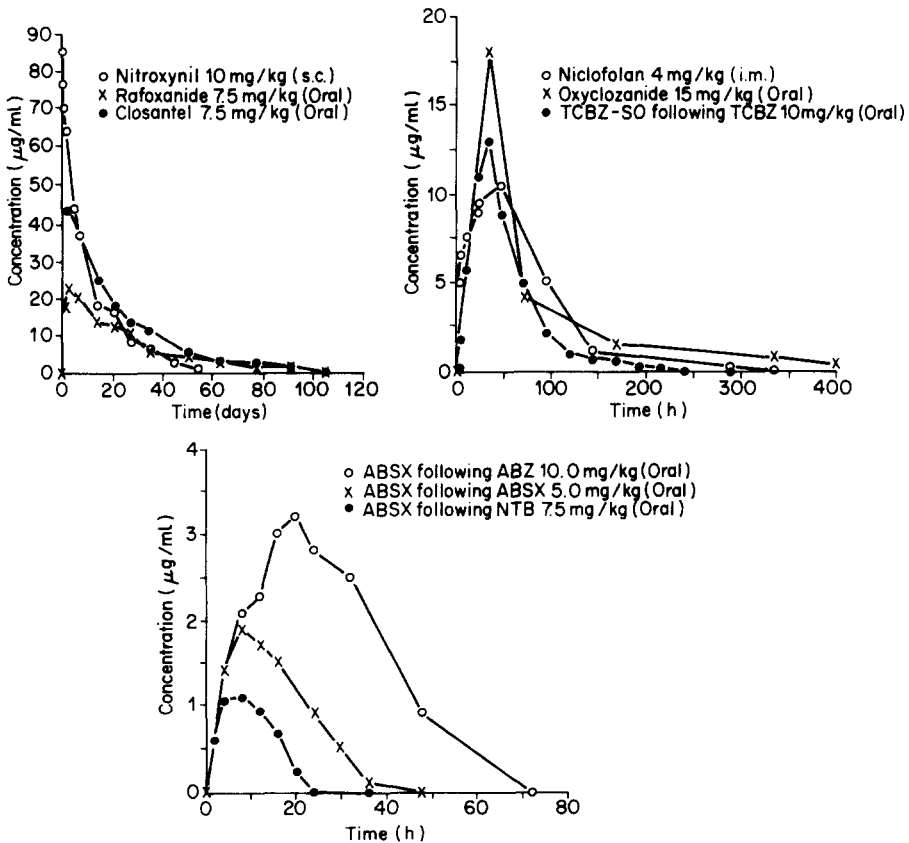 90
80
70
60
50
40
30
20
10
0
Concentration (μg/ml)
○ Nitroxynil 10 mg/kg (s.c.)
x Rafoxanide 7.5 mg/kg (Oral)
● Closantel 7.5 mg/kg (Oral)
0 20 40 60 80 100 120
Time (days)
20
15
10
5
0
Concentration (μg/ml)
○ Niclofolan 4 mg/kg (i.m.)
x Oxyclozanide 15 mg/kg (Oral)
● TCBZ-SO following TCBZ 10mg/kg (Oral)
0 50 100 150 200 250 300 350 400
Time (h)
4
3
2
1
0
Concentration (μg/ml)
○ ABSX following ABZ 10.0 mg/kg (Oral)
x ABSX following ABSX 5.0 mg/kg (Oral)
● ABSX following NTB 7.5 mg/kg (Oral)
0 20 40 60 80
Time (h)